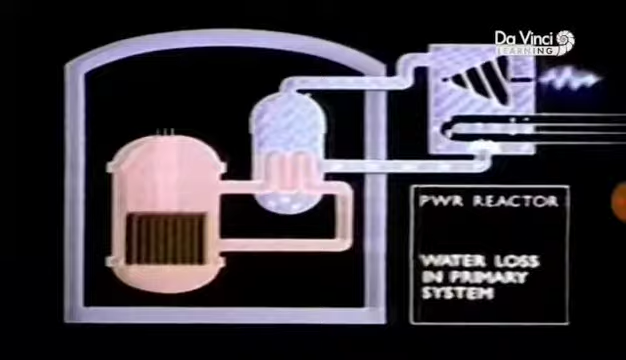 Da Vinci
LEARNING
PWR REACTOR
WATER LOSS
IN PRIMARY
SYSTEM